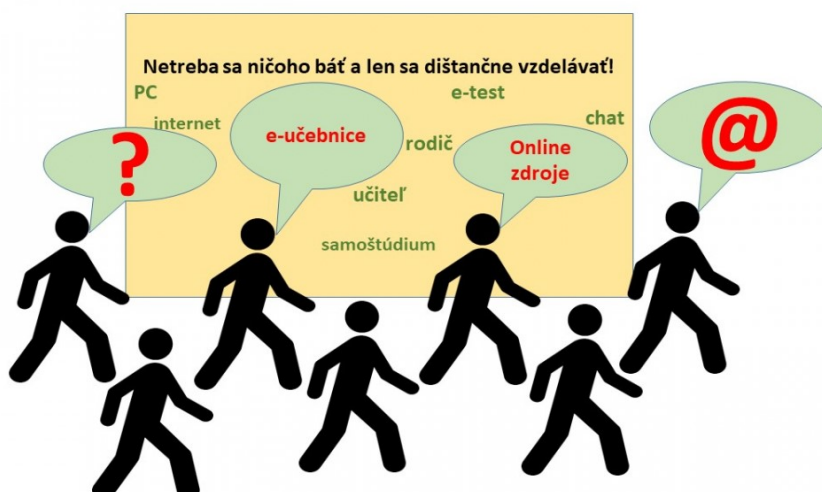 Netreba sa ničoho báť a len sa dištančne vzdelávať!
PC
e-test
internet
chat
?
e-učebnice
rodič
Online
zdroje
@
učiteľ
samoštúdium